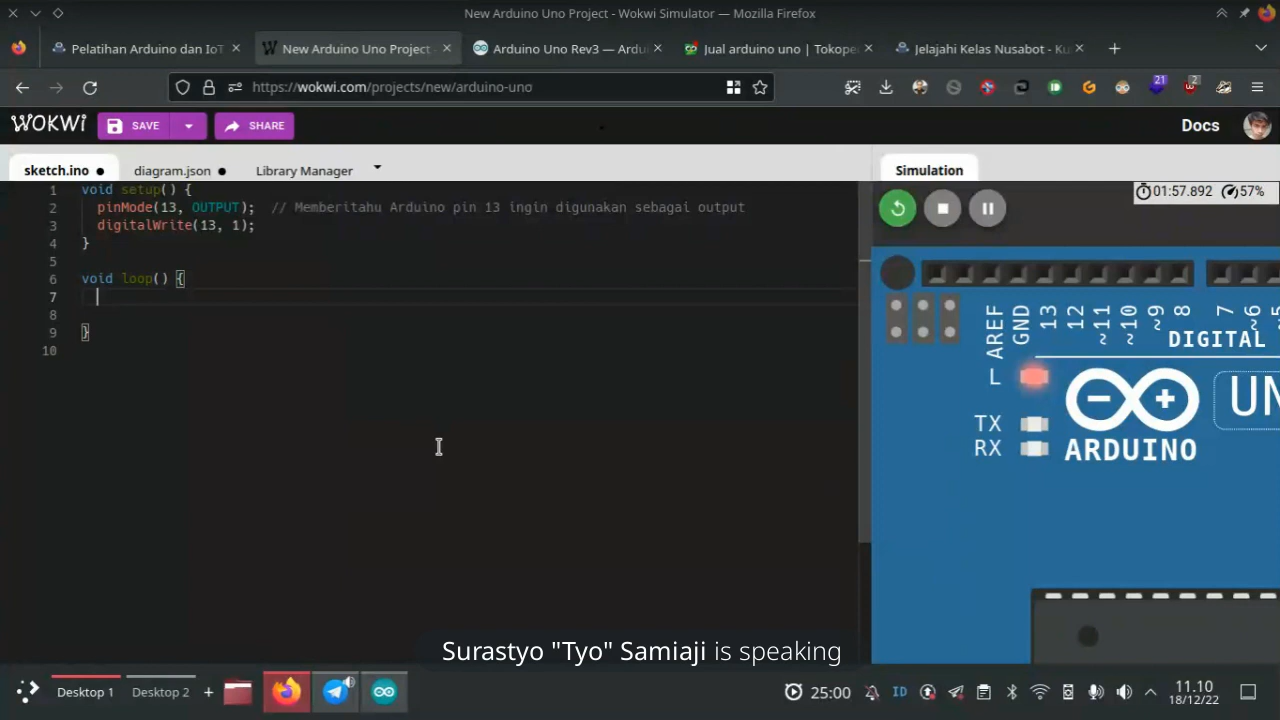 New Arduino Uno Project - Wokwi Simulator — Mozilla Firefox
Pelatihan Arduino dan IoT
New Arduino Uno Project -
Arduino Uno Rev3 — Ardu
Jual arduino uno | Tokope
Jelajahi Kelas Nusabot - Ku
https://wokwi.com/projects/new/arduino-uno
21
2
WOKWI
SAVE
SHARE
Docs
sketch.ino
diagram.json
Library Manager
Simulation
1 void setup() {
2 pinMode(13, OUTPUT); // Memberitahu Arduino pin 13 ingin digunakan sebagai output
3 digitalWrite(13, 1);
4 }
5
6 void loop() {
7
8
9 }
10
01:57.892
57%
AREF
GND
13
12
~11
~10
~9
8
7
~6
DIGITAL
L
TX
RX
UN
ARDUINO
Surastyo "Tyo" Samiaji is speaking
Desktop 1
Desktop 2
25:00
ID
11.10
18/12/22